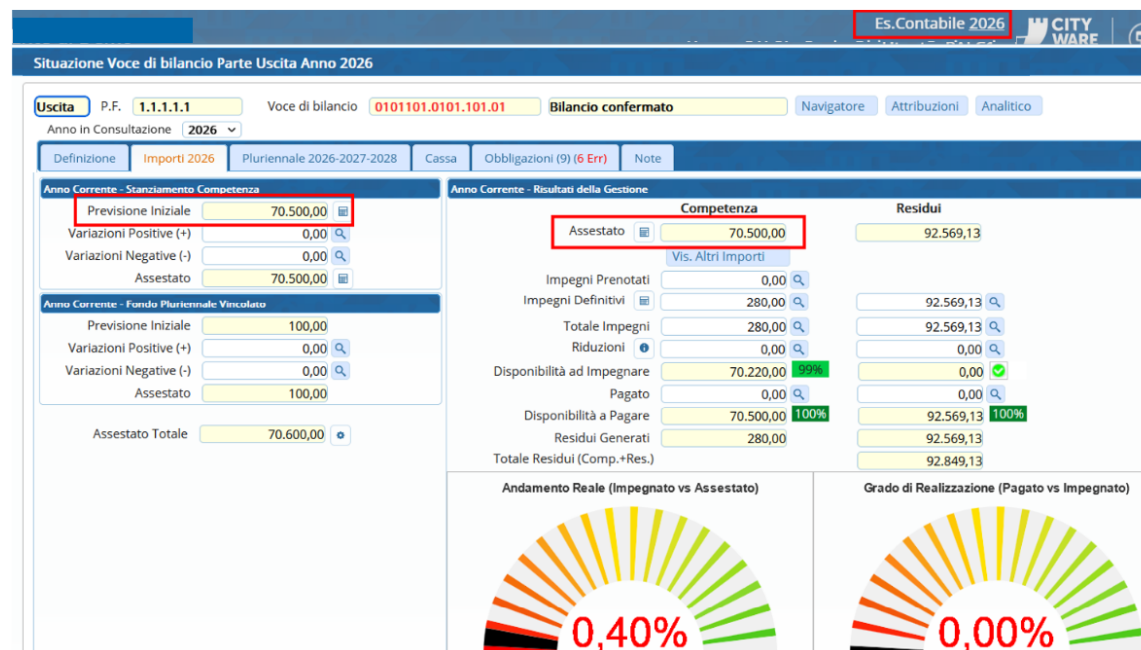 Es.Contabile 2026
CITY
WARE
Situazione Voce di bilancio Parte Uscita Anno 2026
Uscita P.F. 1.1.1.1.1 Voce di bilancio 0101101.0101.101.01 Bilancio confermato Navigatore Attribuzioni Analitico
Anno in Consultazione 2026
Definizione Importi 2026 Pluriennale 2026-2027-2028 Cassa Obbligazioni (9) (6 Err) Note
Anno Corrente - Stanziamento Competenza
Previsione Iniziale 70.500,00
Variazioni Positive (+) 0,00
Variazioni Negative (-) 0,00
Assestato 70.500,00
Anno Corrente - Fondo Pluriennale Vincolato
Previsione Iniziale 100,00
Variazioni Positive (+) 0,00
Variazioni Negative (-) 0,00
Assestato 100,00
Assestato Totale 70.600,00
Anno Corrente - Risultati della Gestione
Competenza Residui
Assestato 70.500,00 92.569,13
Vis. Altri Importi
Impegni Prenotati 0,00
Impegni Definitivi 280,00 92.569,13
Totale Impegni 280,00 92.569,13
Riduzioni 0,00 0,00
Disponibilità ad Impegnare 70.220,00 99% 0,00
Pagato 0,00 0,00
Disponibilità a Pagare 70.500,00 100% 92.569,13 100%
Residui Generati 280,00 92.569,13
Totale Residui (Comp.+Res.) 92.849,13
Andamento Reale (Impegnato vs Assestato)
0,40%
Grado di Realizzazione (Pagato vs Impegnato)
0,00%